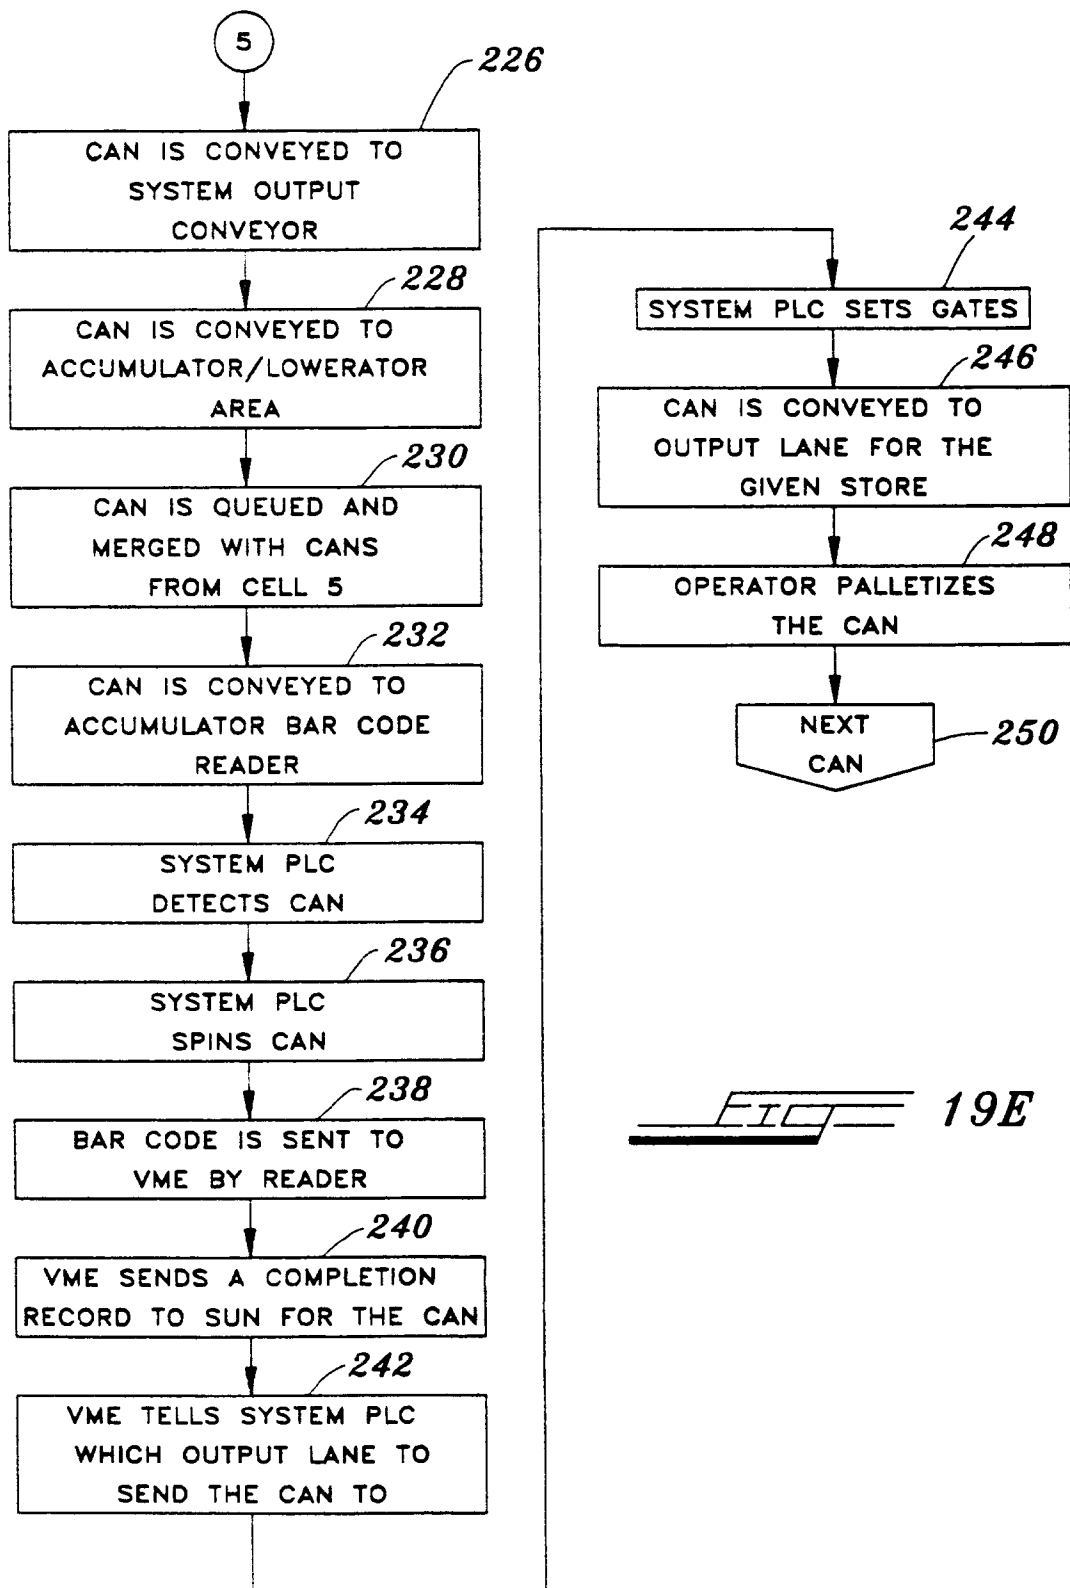 5
226
CAN IS CONVEYED TO
SYSTEM OUTPUT
CONVEYOR
228
CAN IS CONVEYED TO
ACCUMULATOR/LOWERATOR
AREA
230
CAN IS QUEUED AND
MERGED WITH CANS
FROM CELL 5
232
CAN IS CONVEYED TO
ACCUMULATOR BAR CODE
READER
234
SYSTEM PLC
DETECTS CAN
236
SYSTEM PLC
SPINS CAN
238
BAR CODE IS SENT TO
VME BY READER
240
VME SENDS A COMPLETION
RECORD TO SUN FOR THE CAN
242
VME TELLS SYSTEM PLC
WHICH OUTPUT LANE TO
SEND THE CAN TO
244
SYSTEM PLC SETS GATES
246
CAN IS CONVEYED TO
OUTPUT LANE FOR THE
GIVEN STORE
248
OPERATOR PALLETIZES
THE CAN
NEXT
CAN
250
FIG 19E